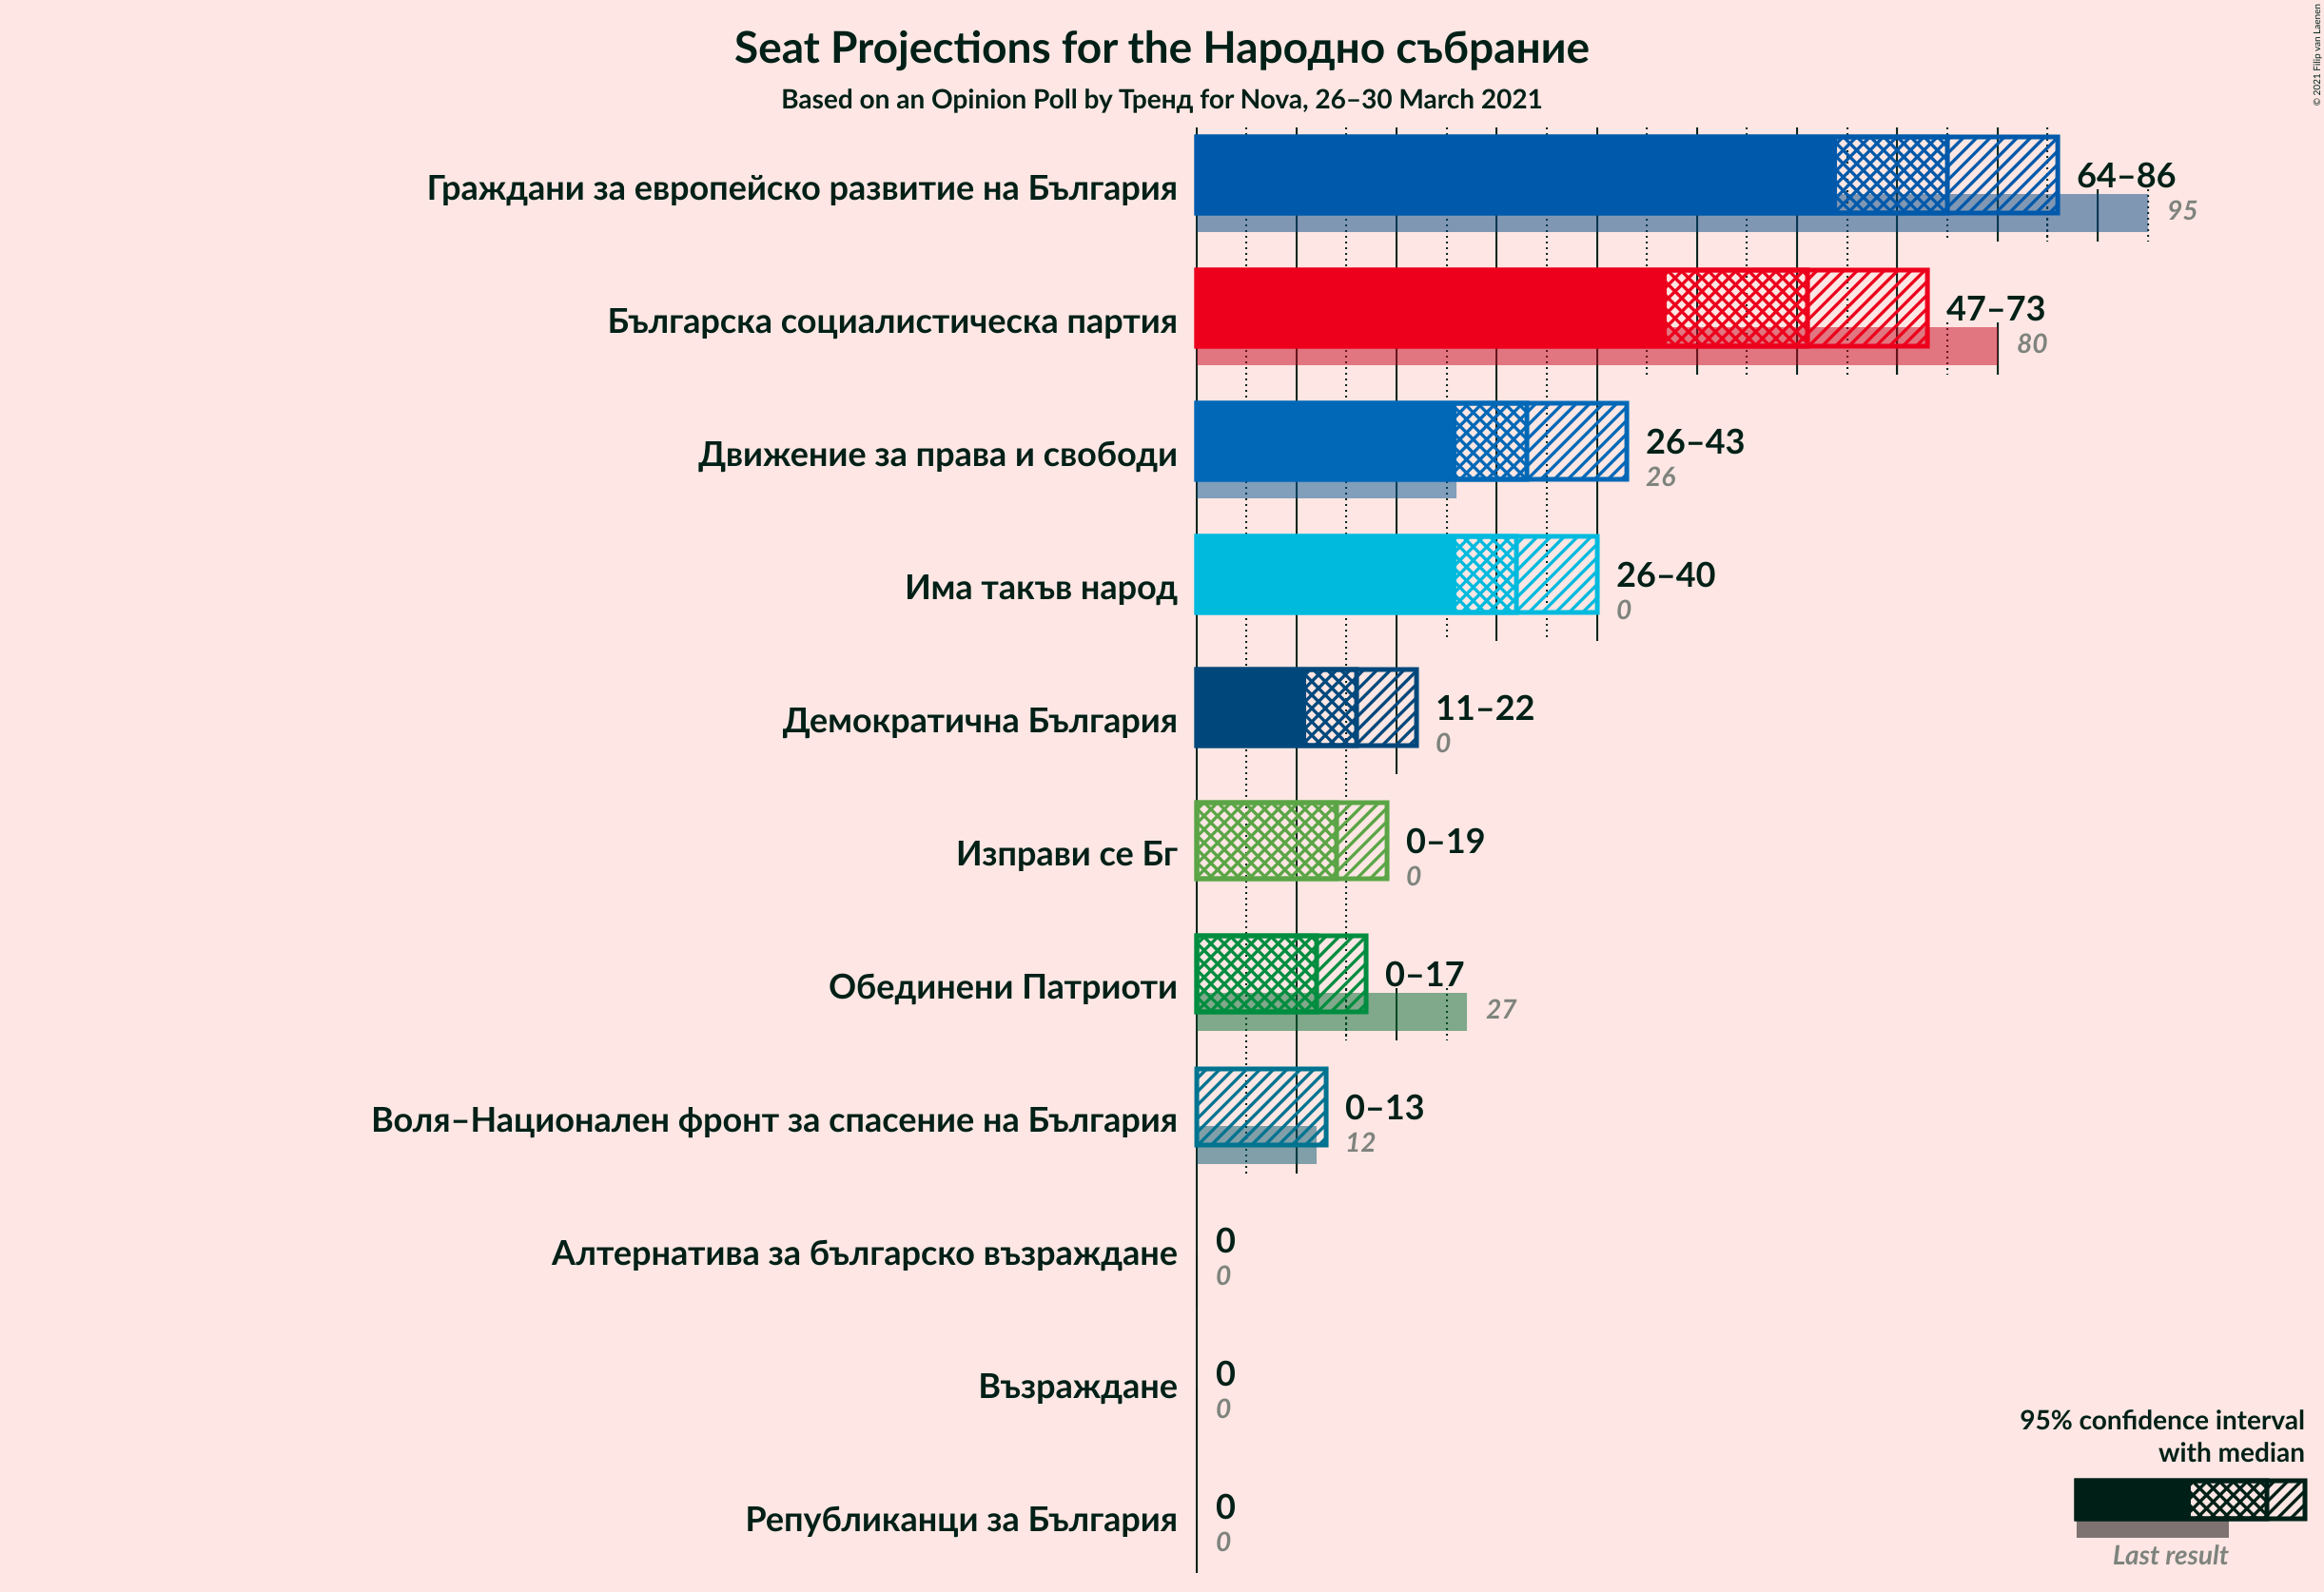 Seat Projections for the Народно събрание
Based on an Opinion Poll by Тренд for Nova, 26–30 March 2021
© 2021 Filip van Laenen
Граждани за европейско развитие на България
64–86
95
Българска социалистическа партия
47–73
80
Движение за права и свободи
26–43
26
Има такъв народ
26–40
0
Демократична България
11–22
0
Изправи се Бг
0–19
0
Обединени Патриоти
0–17
27
Воля–Национален фронт за спасение на България
0–13
12
Алтернатива за българско възраждане
0
0
Възраждане
0
0
Републиканци за България
0
0
95% confidence interval
with median
Last result